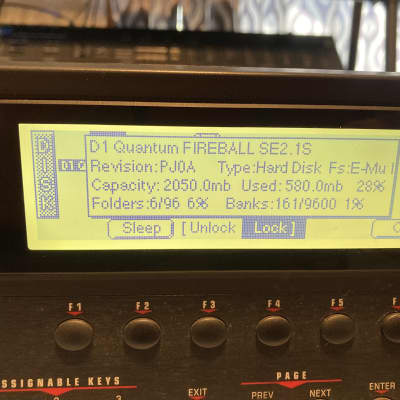 DISK
D1 Quantum FIREBALL SE2.1S
Revision:PJ0A Type:Hard Disk Fs:E-Mu
Capacity: 2050.0mb Used: 580.0mb 28%
Folders:6/96 6% Banks:161/9600 1%
Sleep [ Unlock Lock ]
F1 F2 F3 F4 F5
SSIGNABLE KEYS PAGE
2 3 EXIT PREV NEXT ENTER